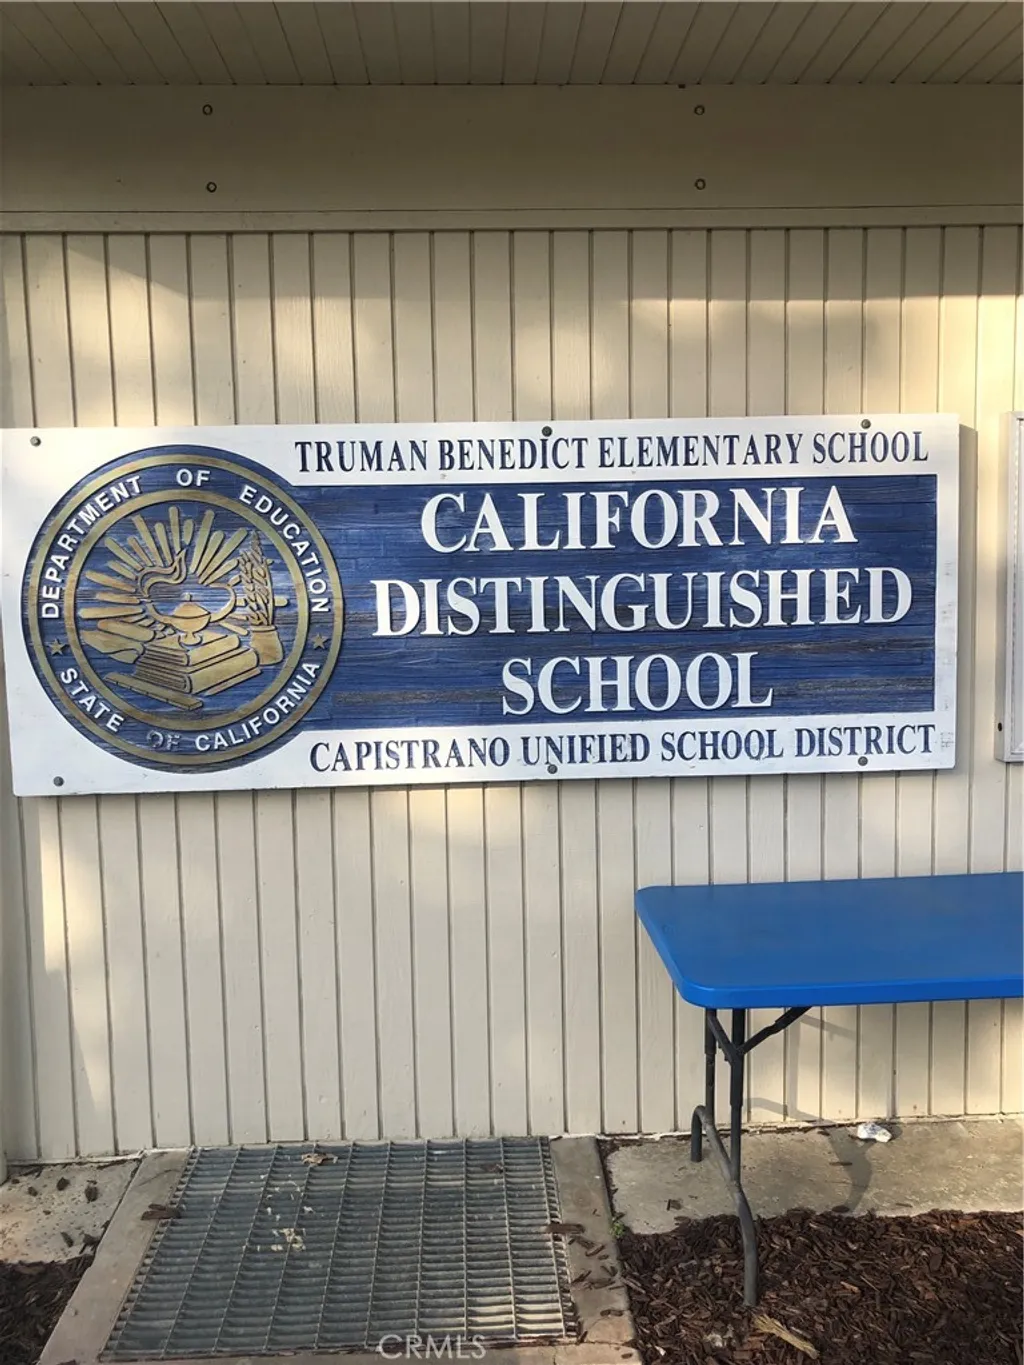 TRUMAN BENEDICT ELEMENTARY SCHOOL
DEPARTMENT OF EDUCATION
STATE OF CALIFORNIA
CALIFORNIA
DISTINGUISHED
SCHOOL
CAPISTRANO UNIFIED SCHOOL DISTRICT
CRMLS